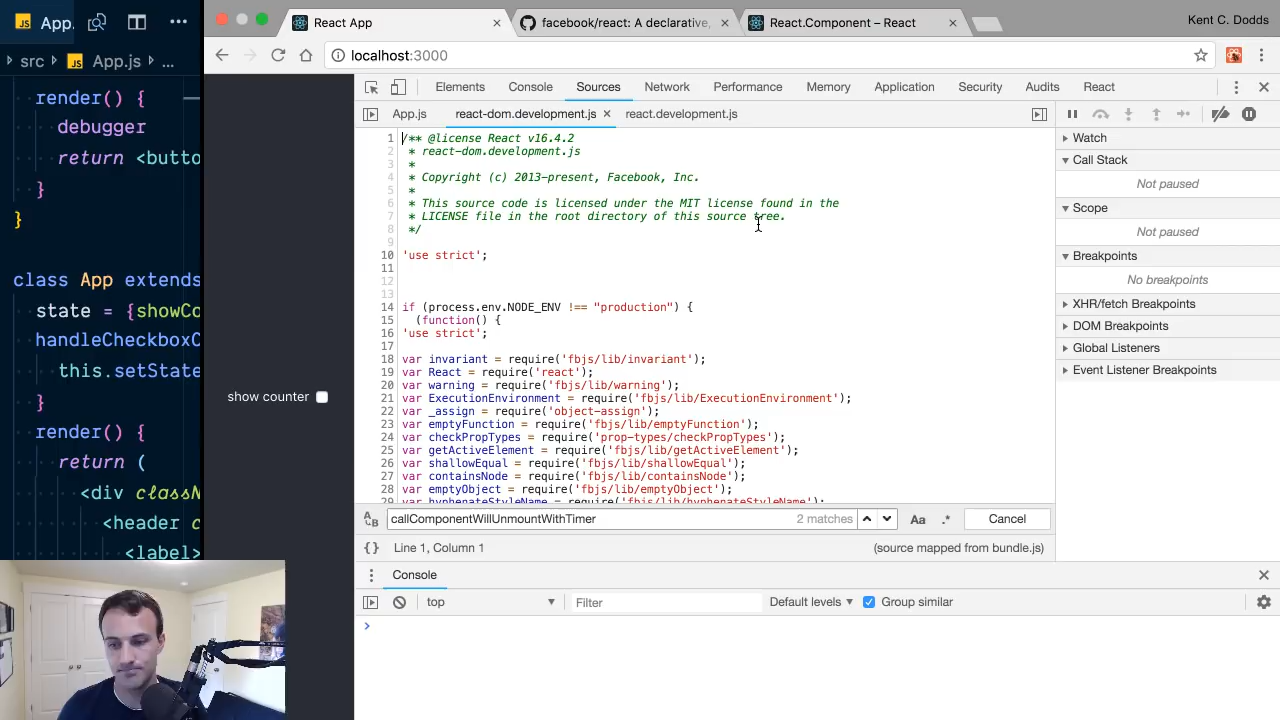 App.
src
App.js
...
render() {
debugger
return <butto
}
}
class App extends
state = {showCo
handleCheckboxC
this.setState
}
render() {
return (
<div classN
<header c
<label>
React App
facebook/react: A declarative,
React.Component – React
Kent C. Dodds
localhost:3000
show counter
Elements
Console
Sources
Network
Performance
Memory
Application
Security
Audits
React
App.js
react-dom.development.js
react.development.js
1 /** @license React v16.4.2
2 * react-dom.development.js
3 *
4 * Copyright (c) 2013-present, Facebook, Inc.
5 *
6 * This source code is licensed under the MIT license found in the
7 * LICENSE file in the root directory of this source tree.
8 */
9
10 'use strict';
11
12
13
14 if (process.env.NODE_ENV !== "production") {
15 (function() {
16 'use strict';
17
18 var invariant = require('fbjs/lib/invariant');
19 var React = require('react');
20 var warning = require('fbjs/lib/warning');
21 var ExecutionEnvironment = require('fbjs/lib/ExecutionEnvironment');
22 var _assign = require('object-assign');
23 var emptyFunction = require('fbjs/lib/emptyFunction');
24 var checkPropTypes = require('prop-types/checkPropTypes');
25 var getActiveElement = require('fbjs/lib/getActiveElement');
26 var shallowEqual = require('fbjs/lib/shallowEqual');
27 var containsNode = require('fbjs/lib/containsNode');
28 var emptyObject = require('fbjs/lib/emptyObject');
29 var hyphenateStyleName = require('fbjs/lib/hyphenateStyleName');
callComponentWillUnmountWithTimer
2 matches
Aa
.*
Cancel
{}
Line 1, Column 1
(source mapped from bundle.js)
Watch
Call Stack
Not paused
Scope
Not paused
Breakpoints
No breakpoints
XHR/fetch Breakpoints
DOM Breakpoints
Global Listeners
Event Listener Breakpoints
Console
top
Filter
Default levels
Group similar